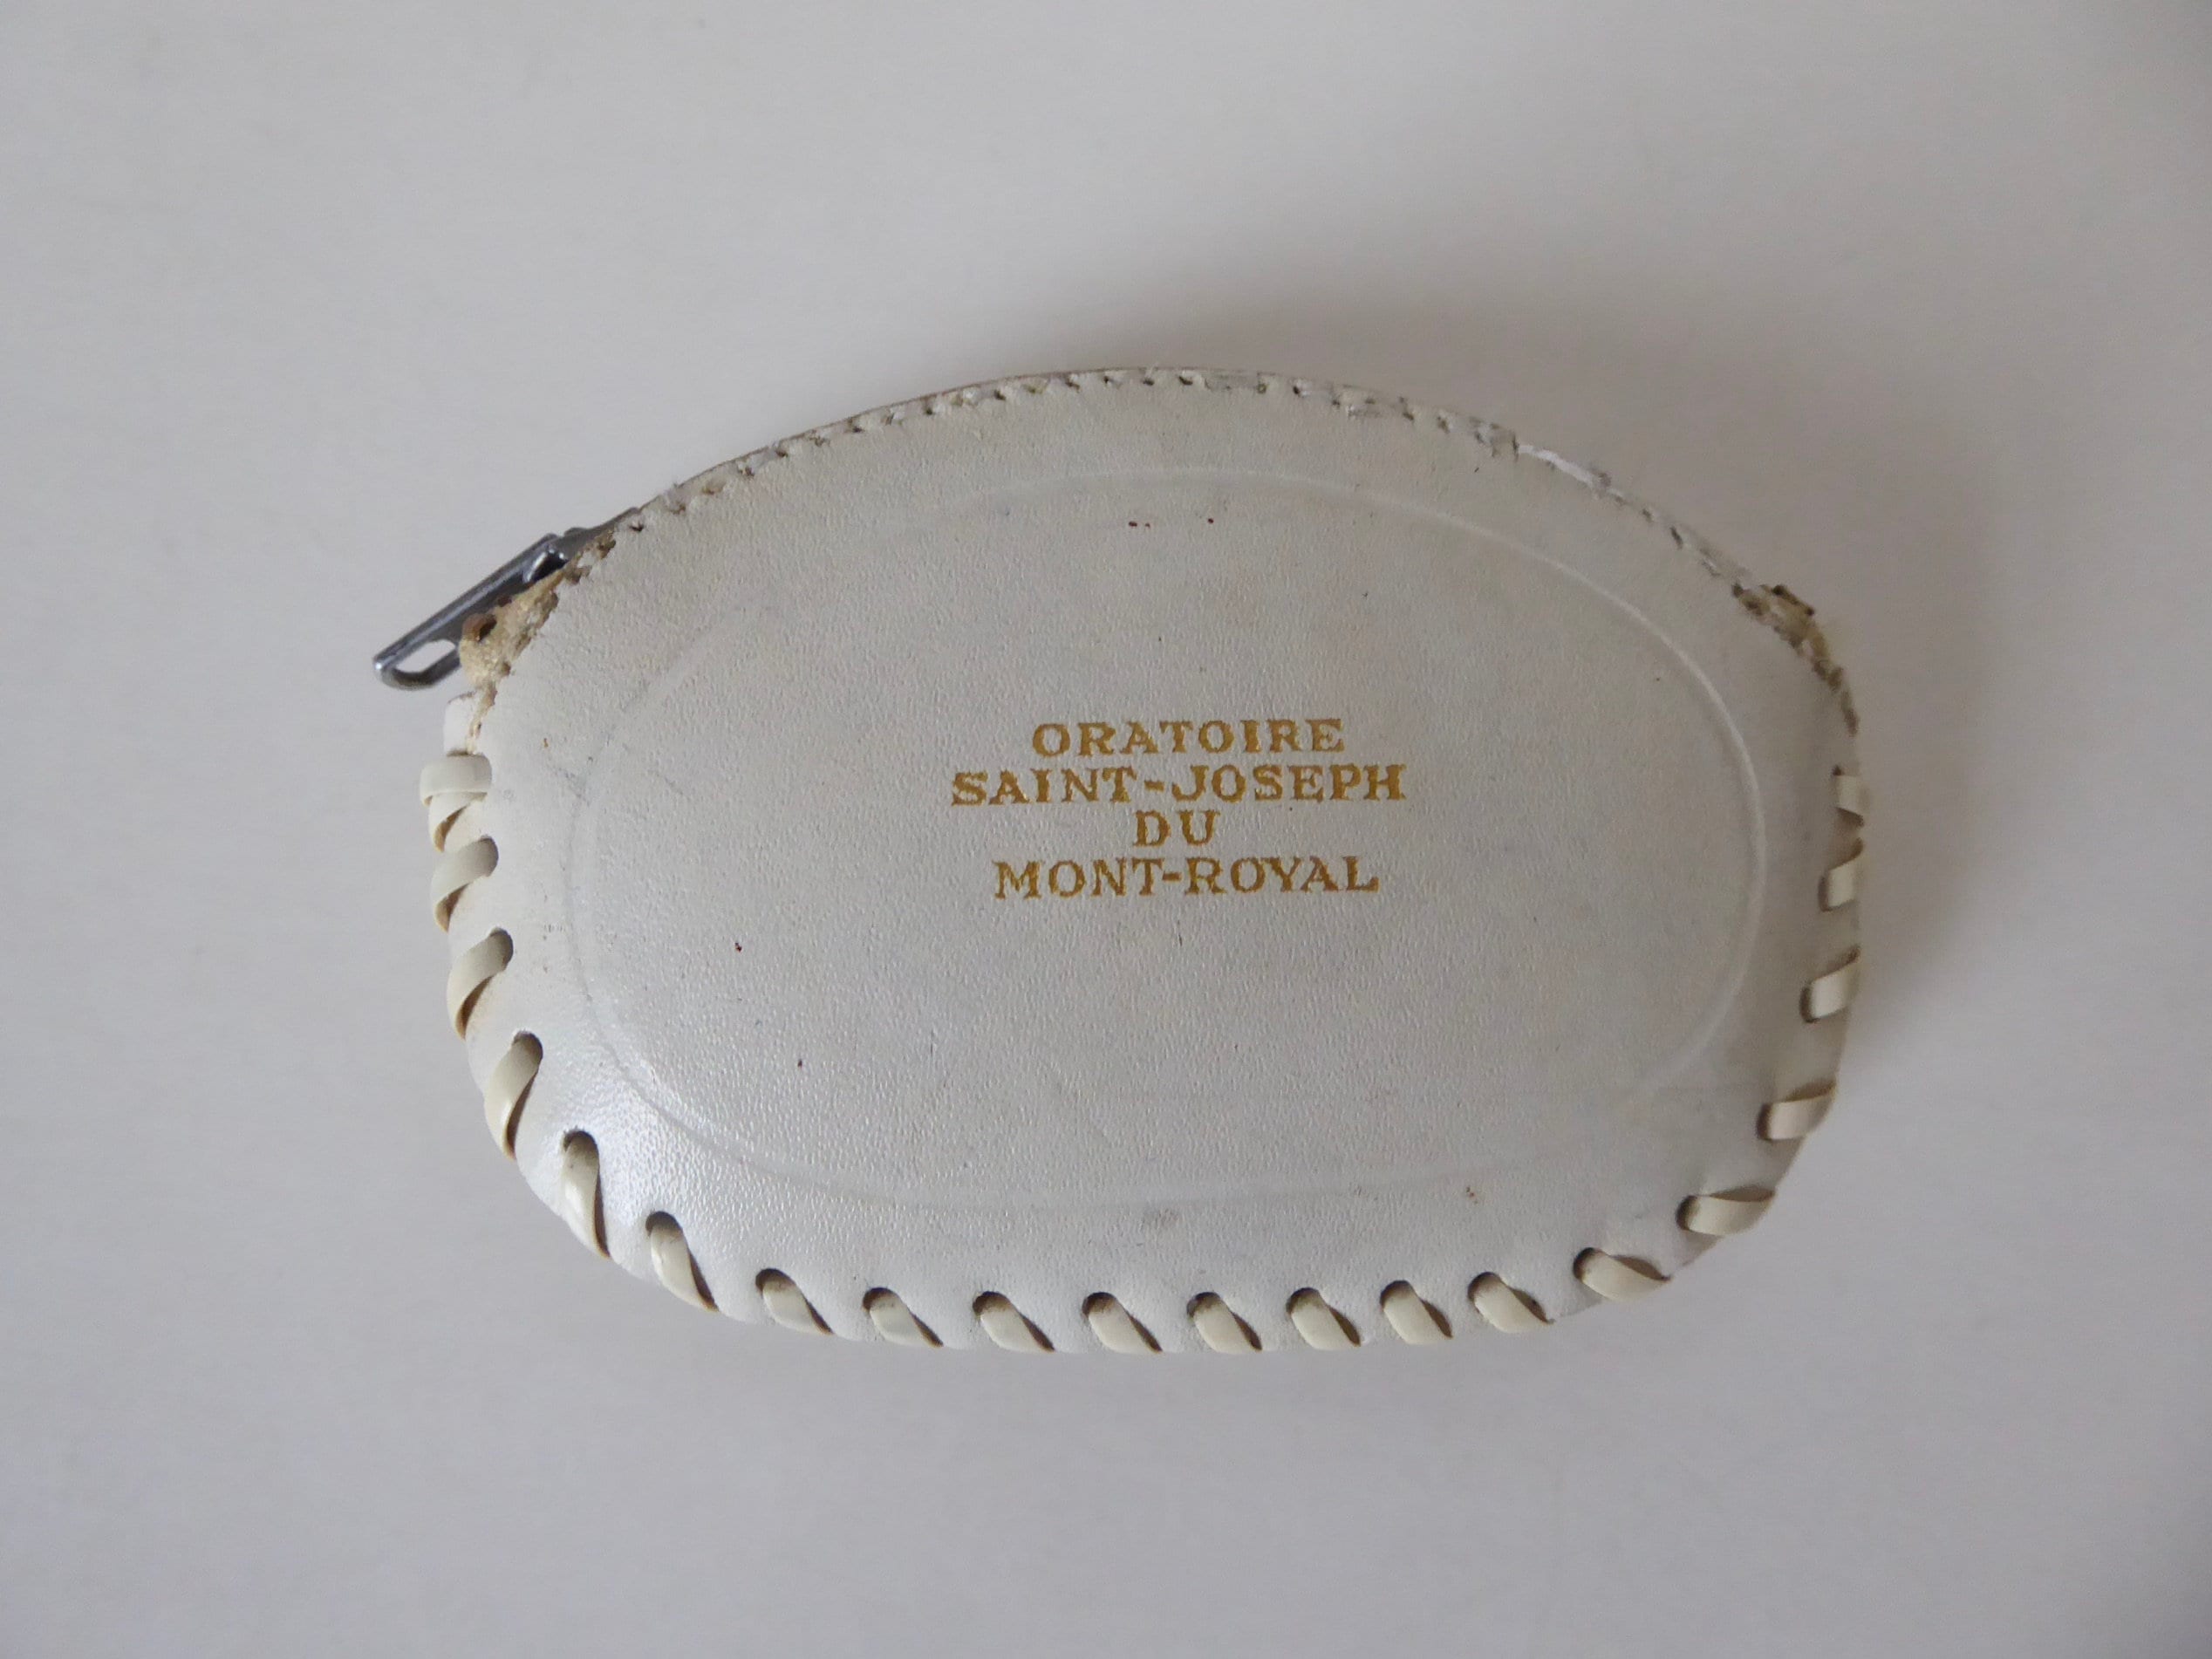 ORATOIRE
SAINT-JOSEPH
DU
MONT-ROYAL